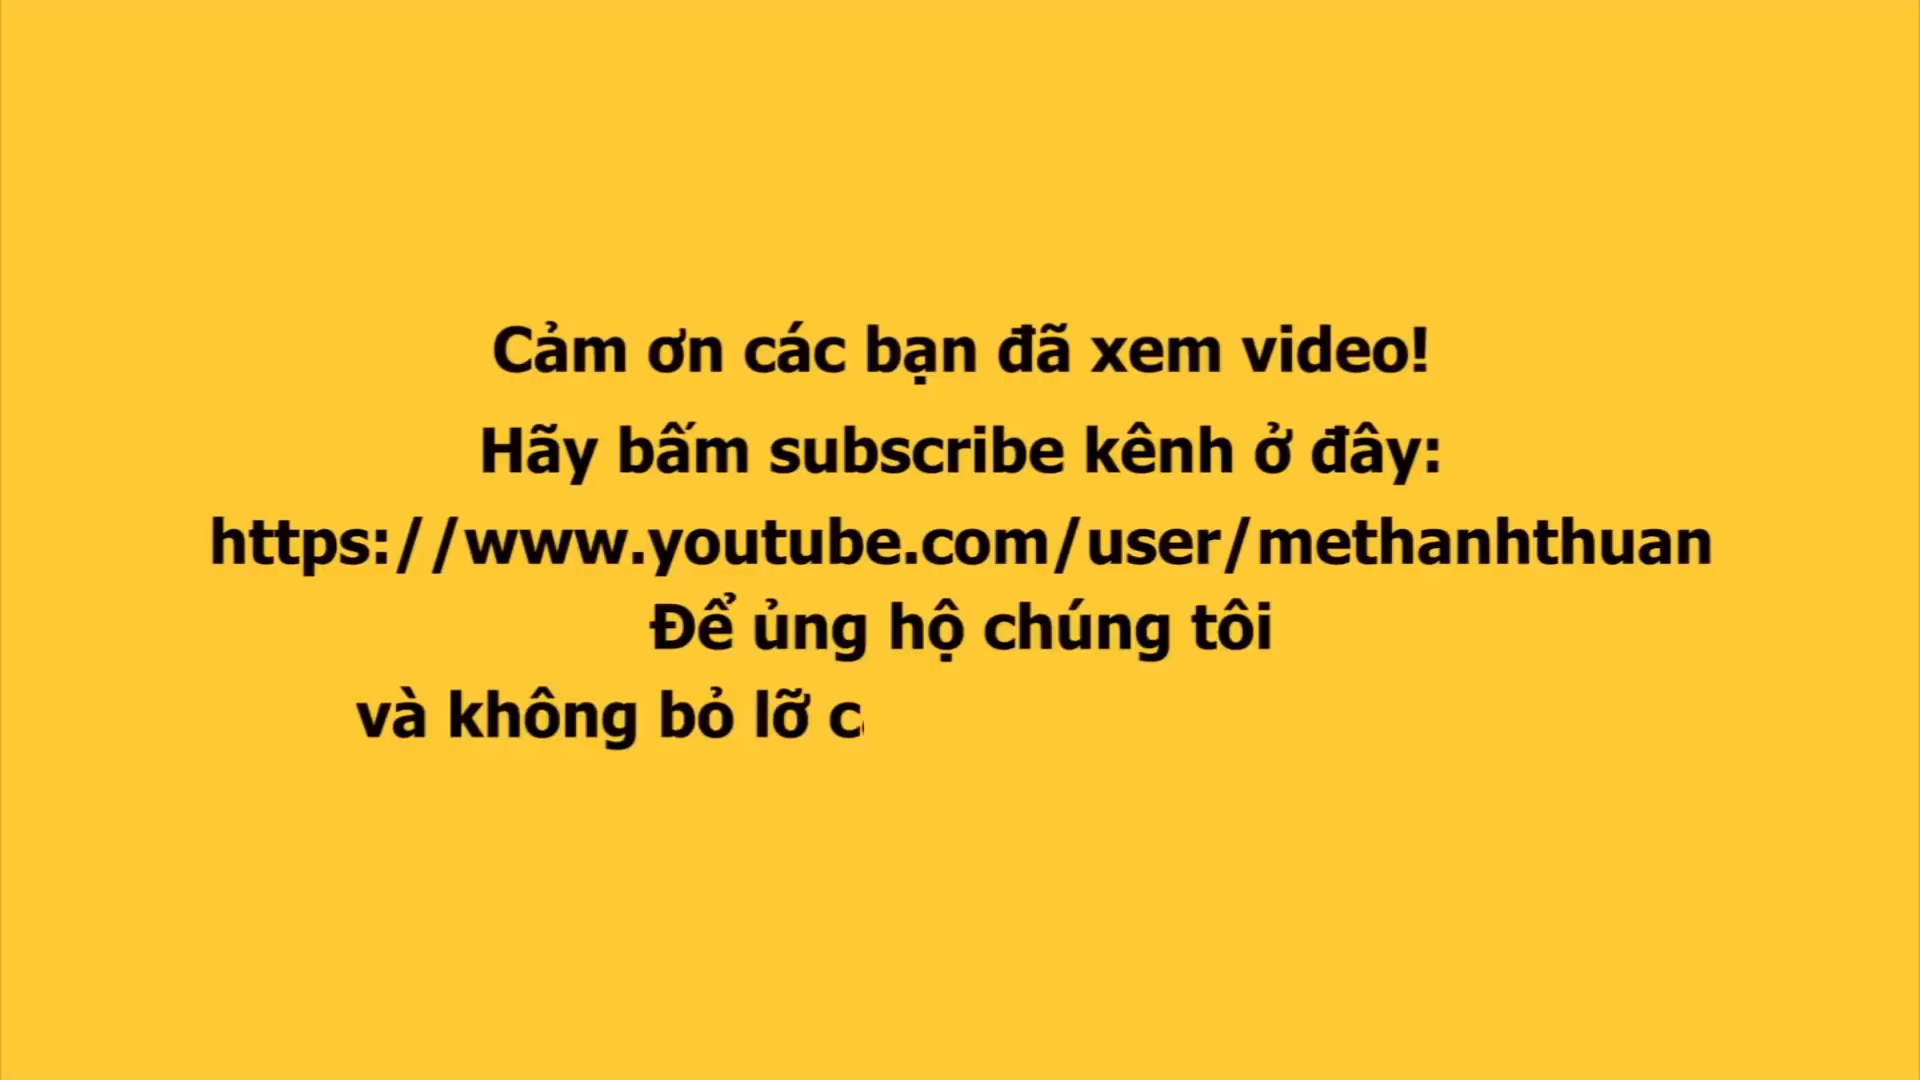 Cảm ơn các bạn đã xem video!
Hãy bấm subscribe kênh ở đây:
https://www.youtube.com/user/methanhthuan
Để ủng hộ chúng tôi
và không bỏ lỡ c